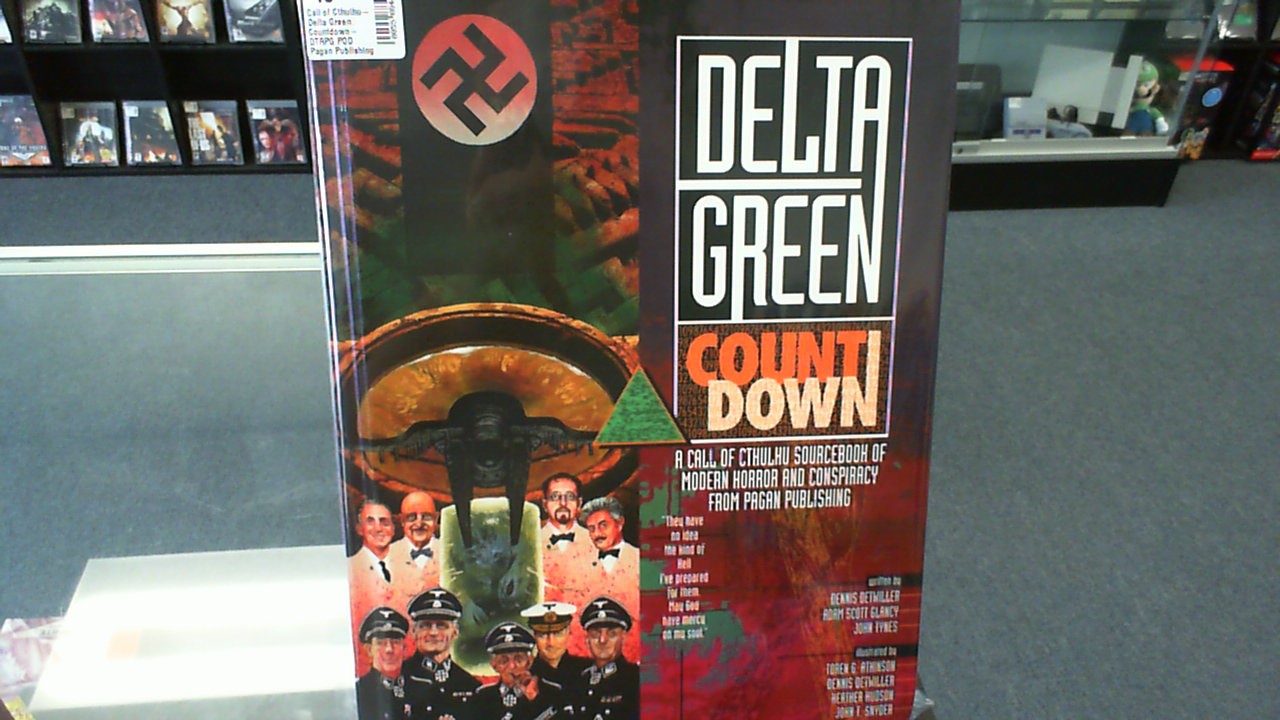 Call of Cthulhu -
Delta Green
Countdown -
DTRPG POD
Pagan Publishing
DELTA
GREEN
COUNT
DOWN
A CALL OF CTHULHU SOURCEBOOK OF
MODERN HORROR AND CONSPIRACY
FROM PAGAN PUBLISHING
"They have
no idea
the kind of
Hell
I've prepared
for them.
May God
have mercy
on my soul."
written by
DENNIS DETWILLER
ADAM SCOTT GLANCY
JOHN TYNES
illustrated by
TOREN G. ATKINSON
DENNIS DETWILLER
HEATHER HUDSON
JOHN T. SNYDER